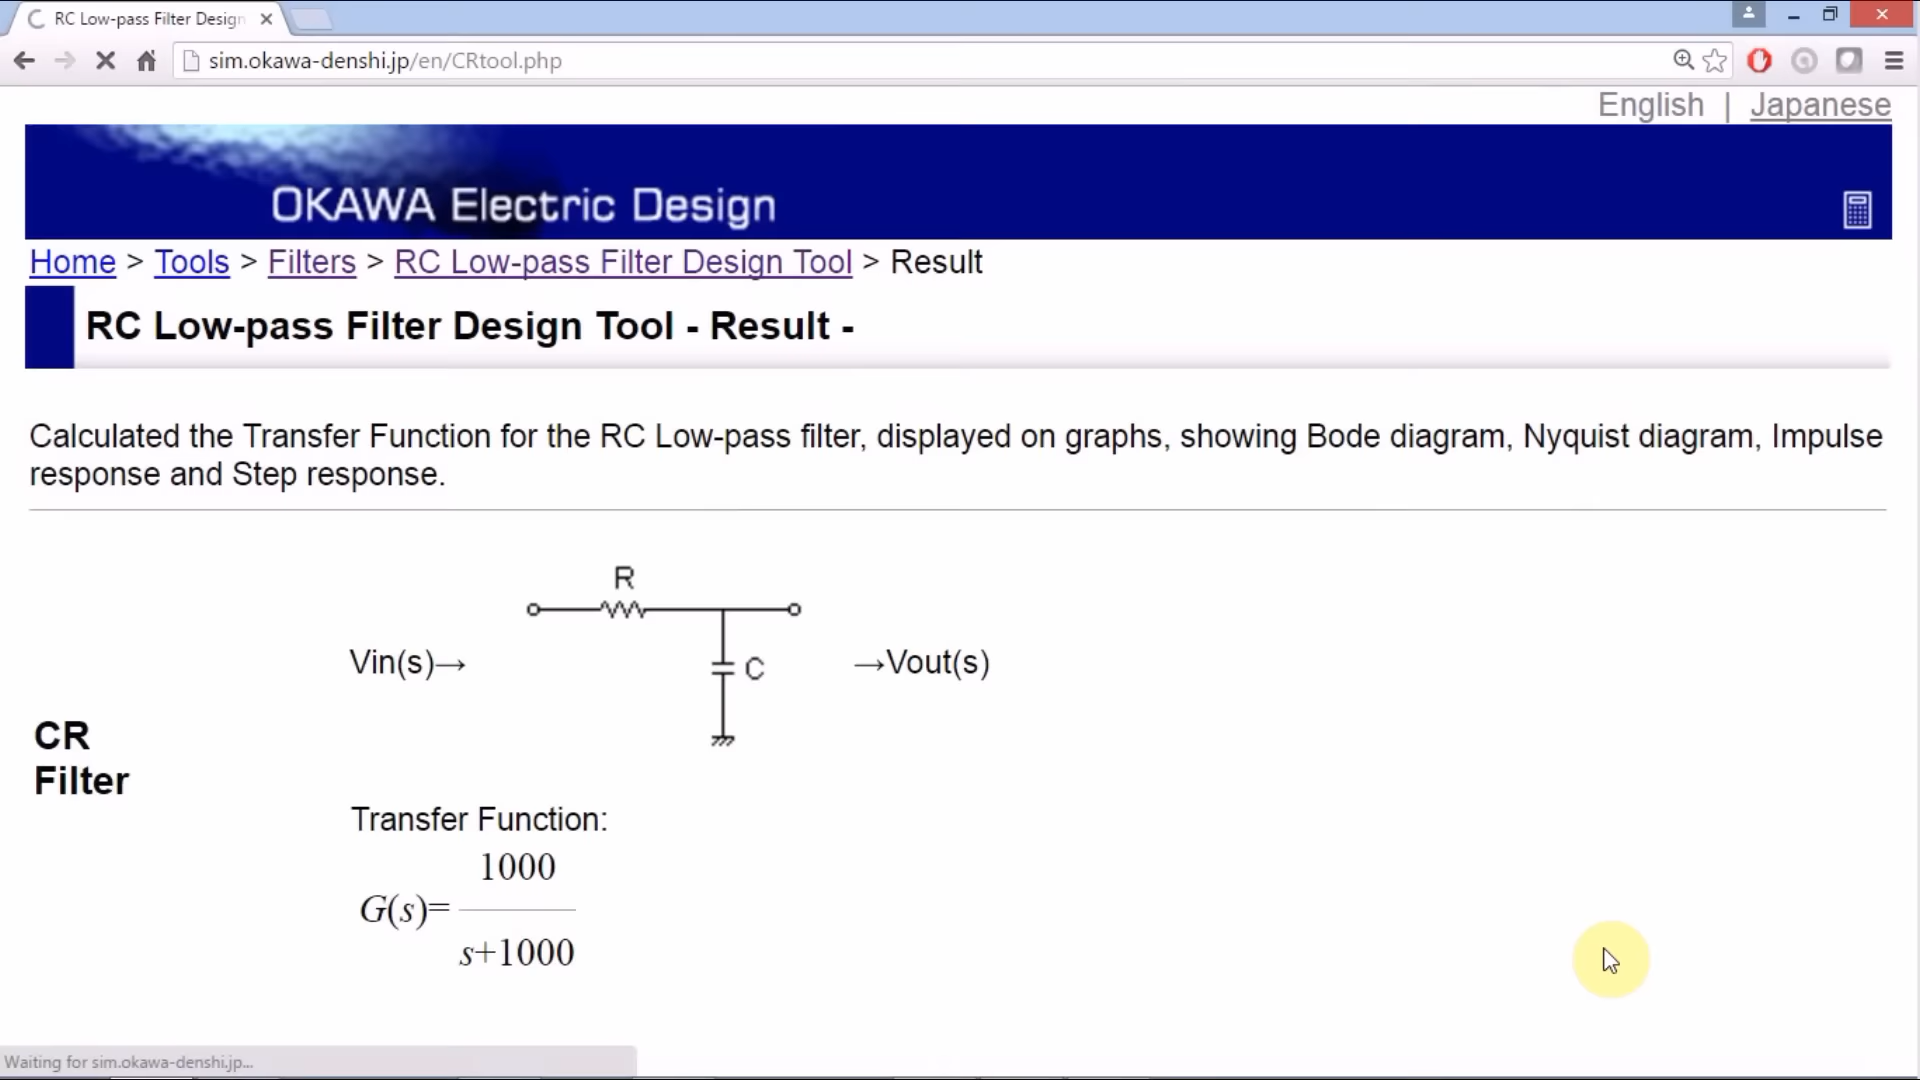 RC Low-pass Filter Design
sim.okawa-denshi.jp/en/CRtool.php
English | Japanese
OKAWA Electric Design
Home > Tools > Filters > RC Low-pass Filter Design Tool > Result
RC Low-pass Filter Design Tool - Result -
Calculated the Transfer Function for the RC Low-pass filter, displayed on graphs, showing Bode diagram, Nyquist diagram, Impulse
response and Step response.
R
Vin(s)→
C
→Vout(s)
CR
Filter
Transfer Function:
1000
G(s)=
s+1000
Waiting for sim.okawa-denshi.jp...